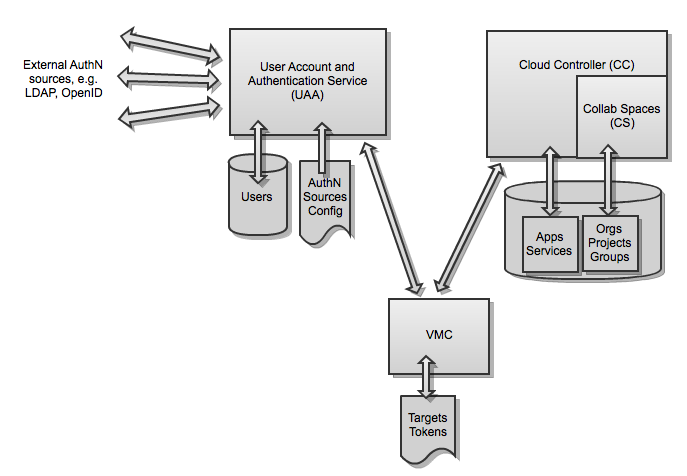 External AuthN
sources, e.g.
LDAP, OpenID
User Account and
Authentication Service
(UAA)
Users
AuthN
Sources
Config
Cloud Controller (CC)
Collab Spaces
(CS)
Apps
Services
Orgs
Projects
Groups
VMC
Targets
Tokens